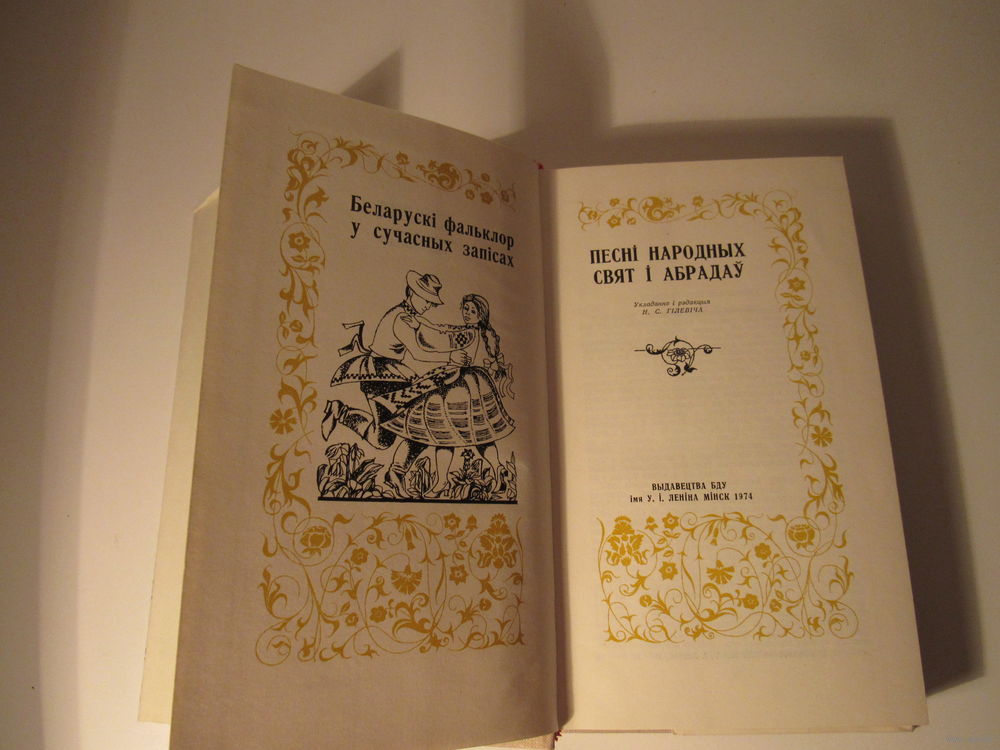 Беларускі фальклор
у сучасных запісах
ПЕСНІ НАРОДНЫХ
СВЯТ І АБРАДАЎ
Укладанне і рэдакцыя
Н. С. ГІЛЕВІЧА
ВЫДАВЕЦТВА БДУ
імя У. І. ЛЕНІНА МІНСК 1974